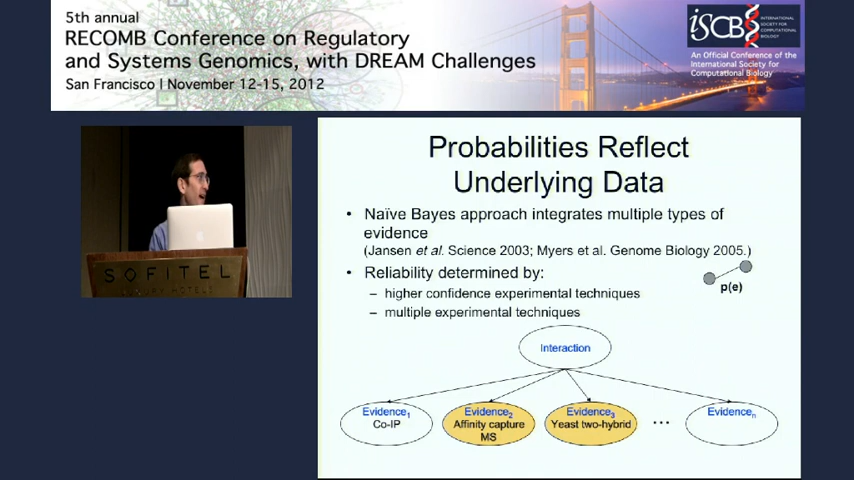 5th annual
RECOMB Conference on Regulatory
and Systems Genomics, with DREAM Challenges
San Francisco | November 12-15, 2012
iSCB
INTERNATIONAL
SOCIETY FOR
COMPUTATIONAL
BIOLOGY
An Official Conference of the
International Society for
Computational Biology
SOFITEL
LUXURY HOTELS
Probabilities Reflect
Underlying Data
• Naïve Bayes approach integrates multiple types of
evidence
(Jansen et al. Science 2003; Myers et al. Genome Biology 2005.)
• Reliability determined by:
– higher confidence experimental techniques
– multiple experimental techniques
p(e)
Interaction
Evidence1
Co-IP
Evidence2
Affinity capture
MS
Evidence3
Yeast two-hybrid
...
Evidencen